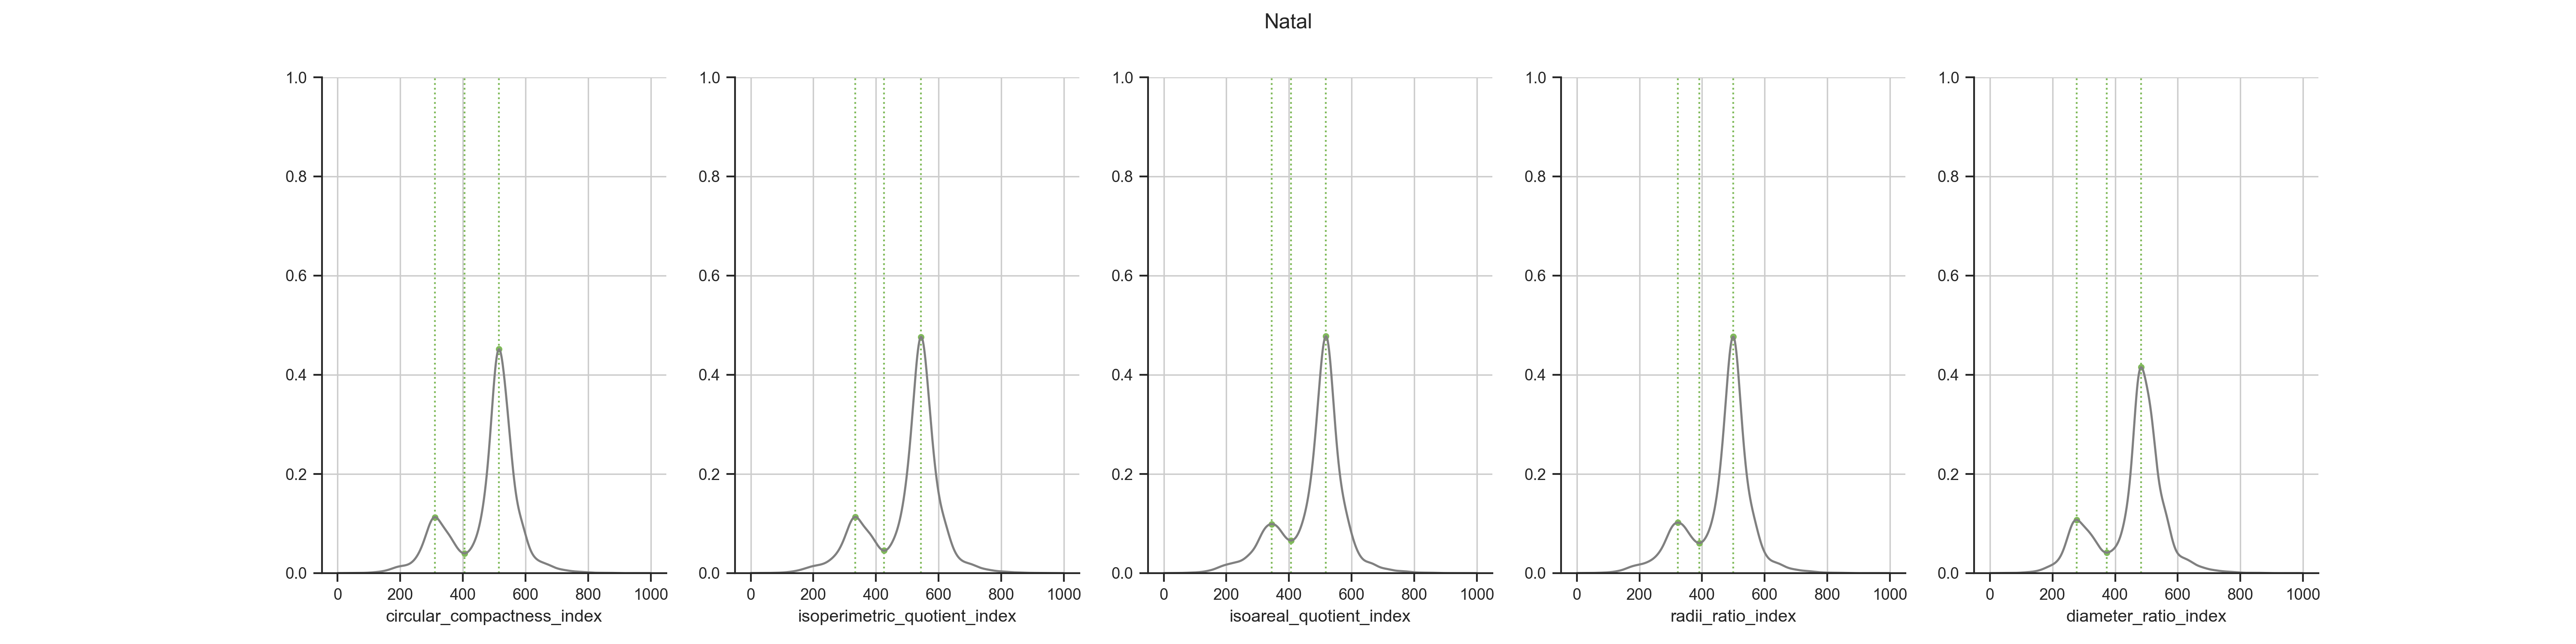 Natal
1.0 1.0 1.0 1.0 1.0
0.8 0.8 0.8 0.8 0.8
0.6 0.6 0.6 0.6 0.6
0.4 0.4 0.4 0.4 0.4
0.2 0.2 0.2 0.2 0.2
0.0 0.0 0.0 0.0 0.0
0 200 400 600 800 1000 0 200 400 600 800 1000 0 200 400 600 800 1000 0 200 400 600 800 1000 0 200 400 600 800 1000
circular_compactness_index isoperimetric_quotient_index isoareal_quotient_index radii_ratio_index diameter_ratio_index